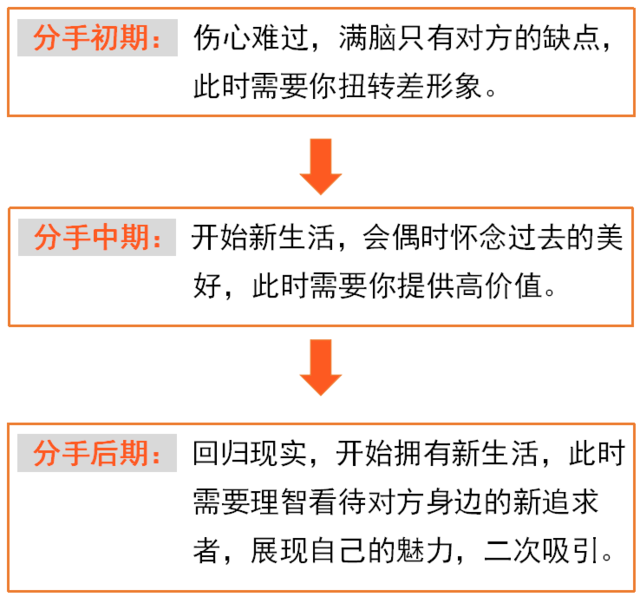 分手初期：伤心难过，满脑只有对方的缺点，
此时需要你扭转差形象。
分手中期：开始新生活，会偶时怀念过去的美
好，此时需要你提供高价值。
分手后期：回归现实，开始拥有新生活，此时
需要理智看待对方身边的新追求
者，展现自己的魅力，二次吸引。